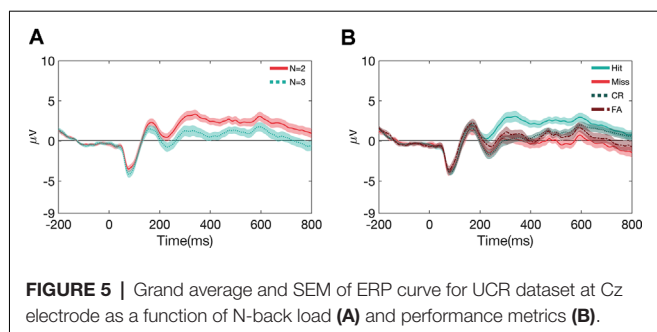 A
B
10
5
0
-5
-9
μv
-200
0
200
400
600
800
Time(ms)
N=2
N=3
10
5
0
-5
-9
μv
-200
0
200
400
600
800
Time(ms)
Hit
Miss
CR
FA
FIGURE 5 | Grand average and SEM of ERP curve for UCR dataset at Cz
electrode as a function of N-back load (A) and performance metrics (B).